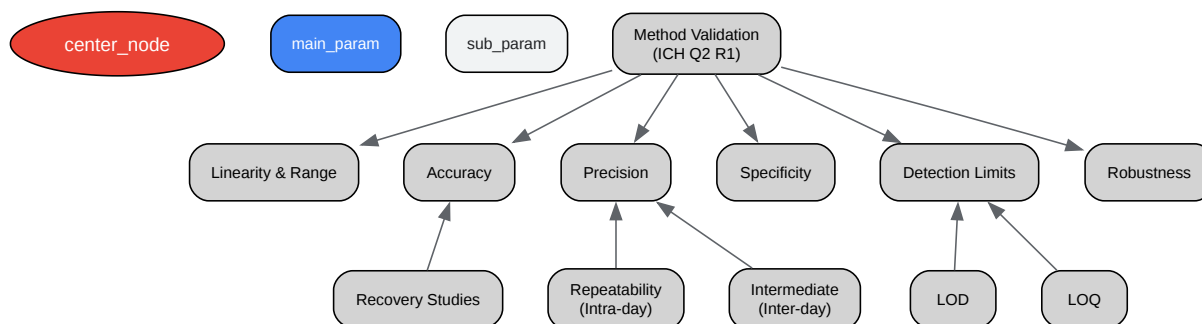 center_node
main_param
sub_param
Method Validation
(ICH Q2 R1)
Linearity & Range
Accuracy
Precision
Specificity
Detection Limits
Robustness
Recovery Studies
Repeatability
(Intra-day)
Intermediate
(Inter-day)
LOD
LOQ